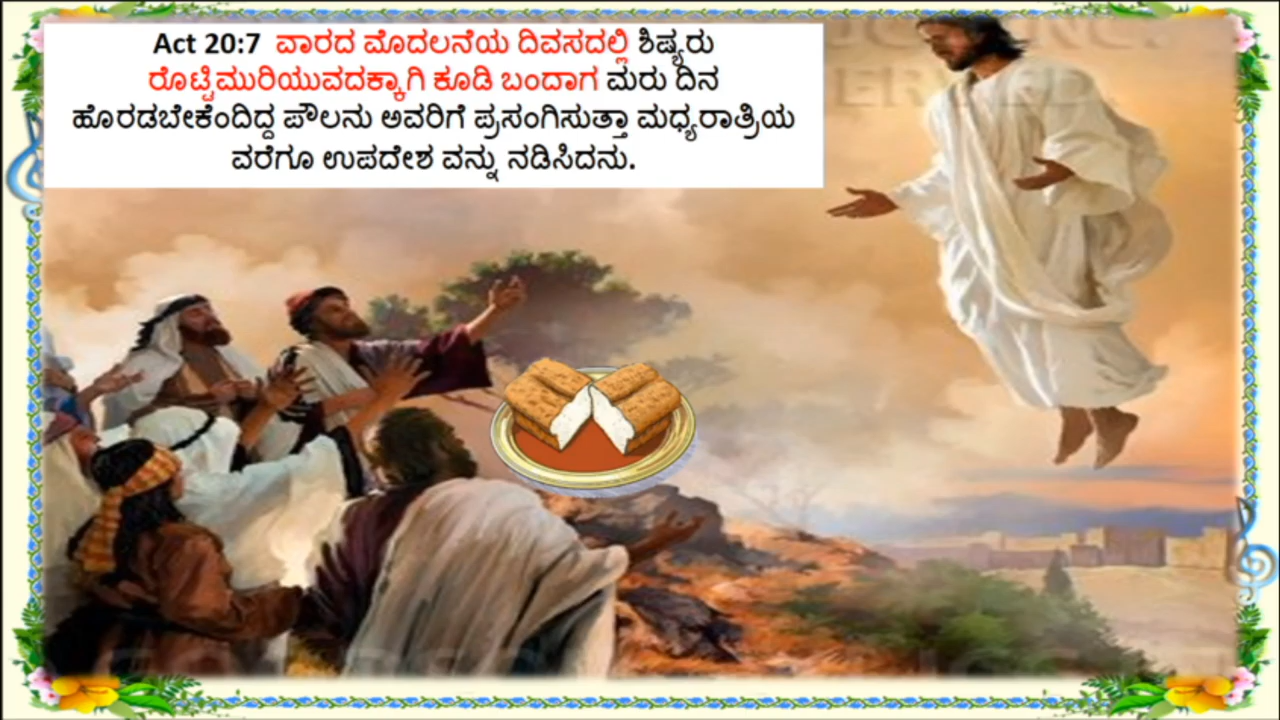 Act 20:7 ವಾರದ ಮೊದಲನೆಯ ದಿವಸದಲ್ಲಿ ಶಿಷ್ಯರು
ರೊಟ್ಟಿಮುರಿಯುವದಕ್ಕಾಗಿ ಕೂಡಿ ಬಂದಾಗ ಮರು ದಿನ
ಹೊರಡಬೇಕೆಂದಿದ್ದ ಪೌಲನು ಅವರಿಗೆ ಪ್ರಸಂಗಿಸುತ್ತಾ ಮಧ್ಯರಾತ್ರಿಯ
ವರೆಗೂ ಉಪದೇಶ ವನ್ನು ನಡಿಸಿದನು.